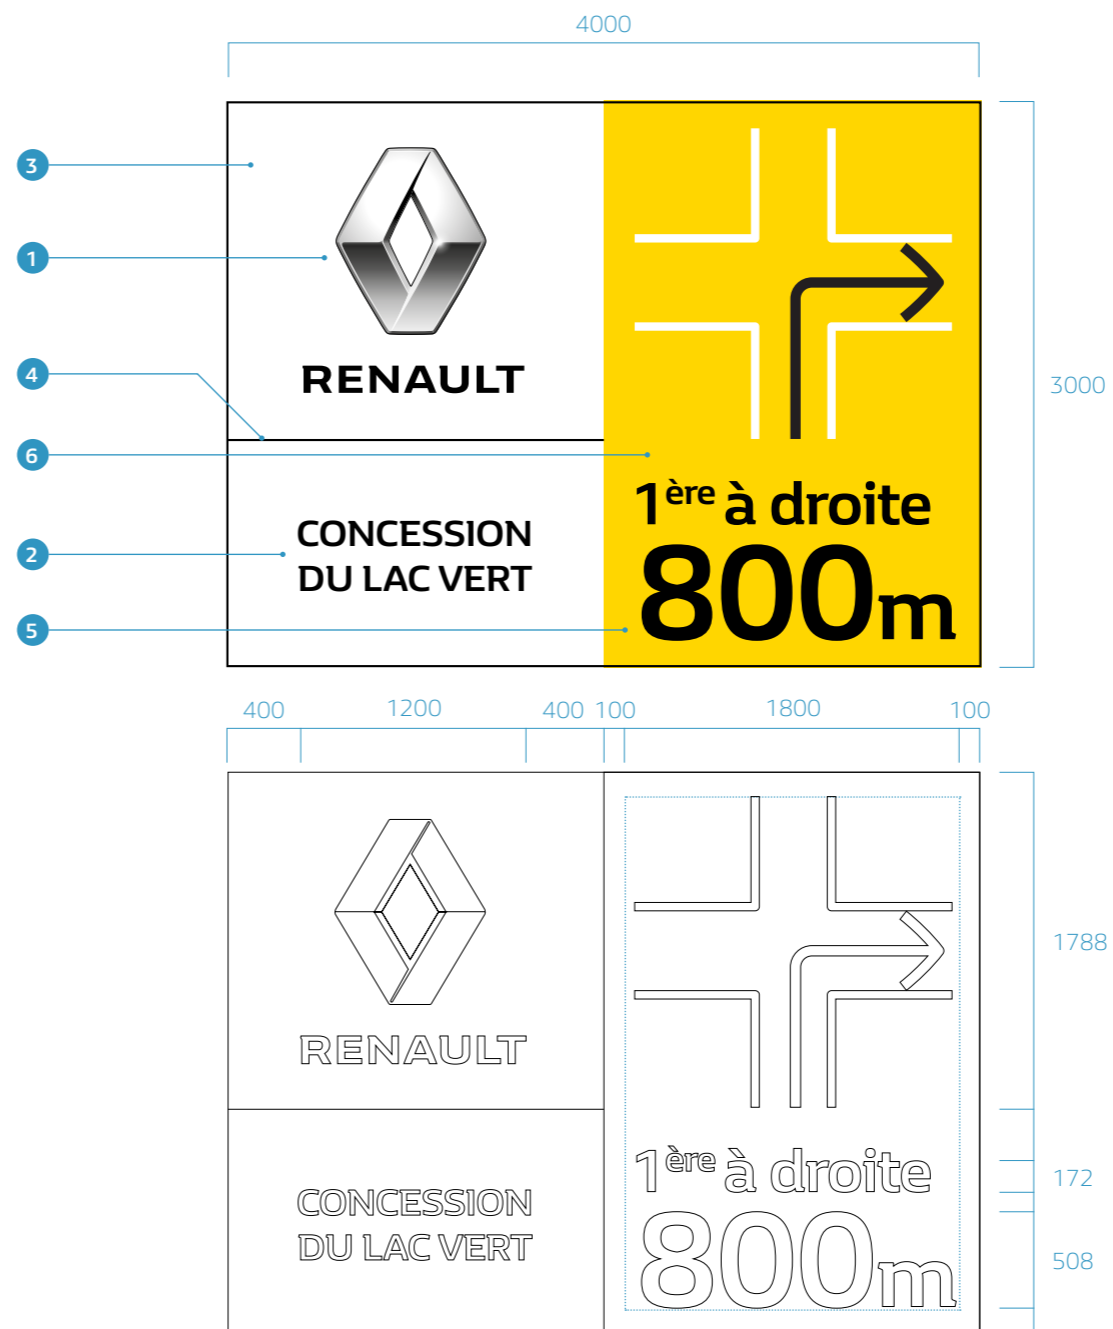 4000
3
1
RENAULT
4
3000
6
1ère à droite
CONCESSION
DU LAC VERT
2
800m
5
400 1200 400 100 1800 100
1788
RENAULT
1ère à droite
172
CONCESSION
DU LAC VERT
800m
508